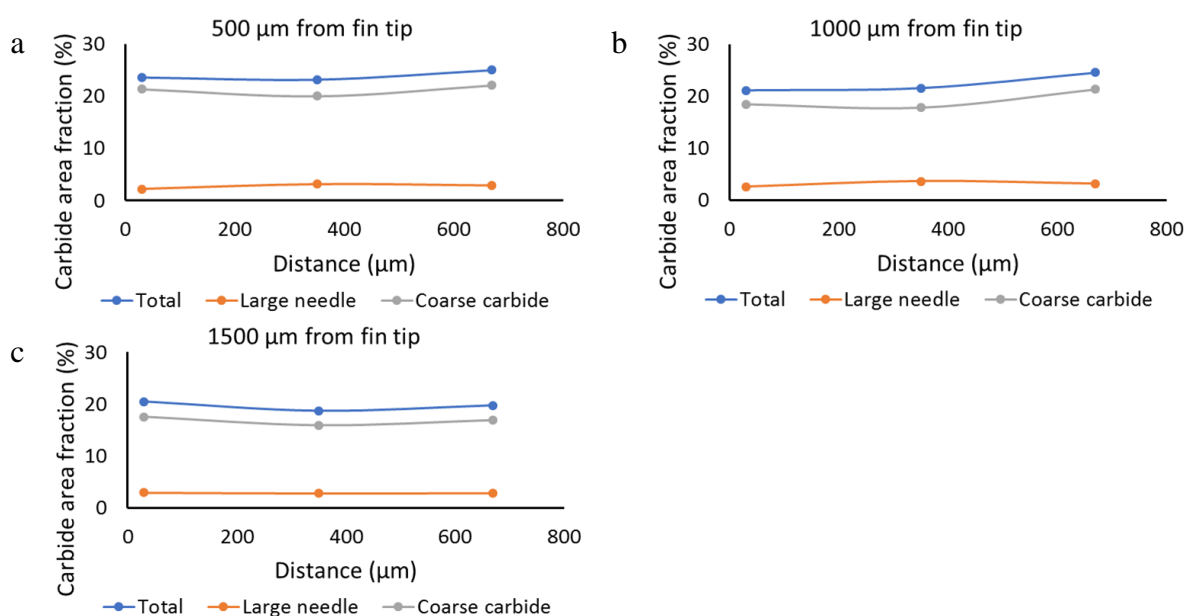 a
500 µm from fin tip
Carbide area fraction (%)
30
20
10
0
0 200 400 600 800
Distance (µm)
Total Large needle Coarse carbide
b
1000 µm from fin tip
Carbide area fraction (%)
30
20
10
0
0 200 400 600 800
Distance (µm)
Total Large needle Coarse carbide
c
1500 µm from fin tip
Carbide area fraction (%)
30
20
10
0
0 200 400 600 800
Distance (µm)
Total Large needle Coarse carbide